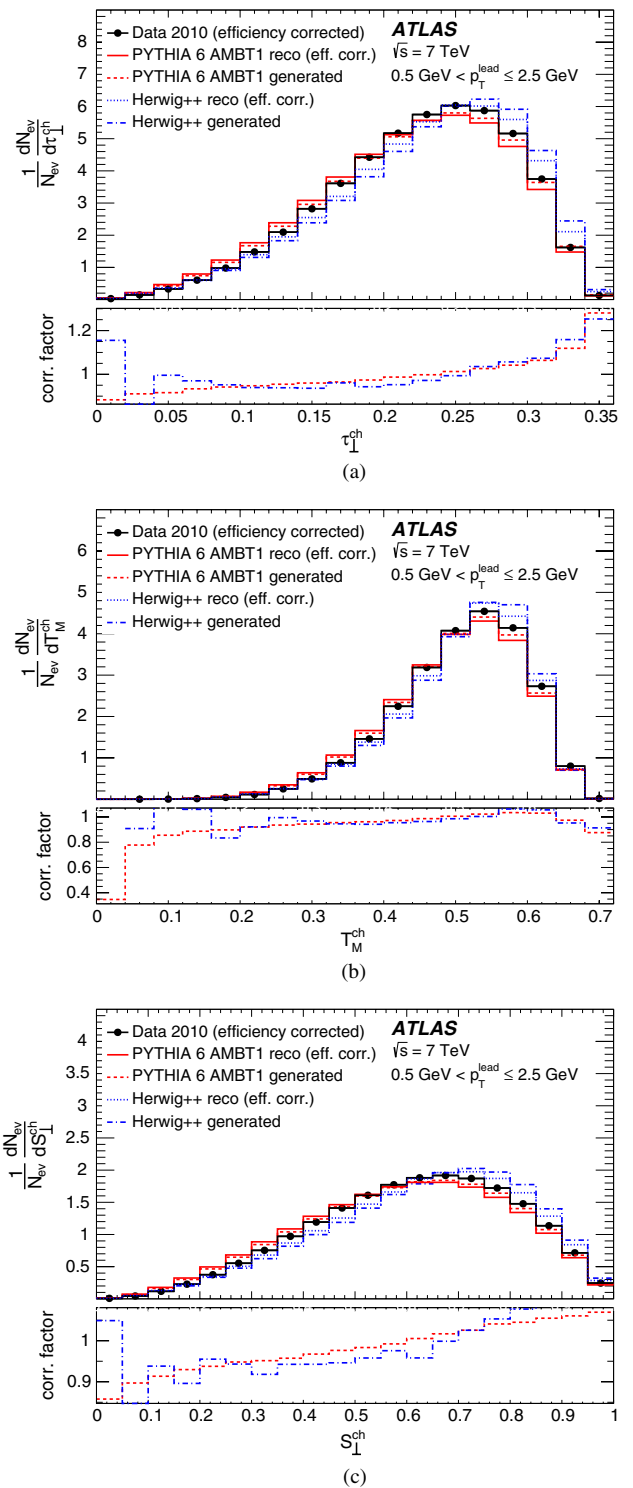 Data 2010 (efficiency corrected)
PYTHIA 6 AMBT1 reco (eff. corr.)
PYTHIA 6 AMBT1 generated
Herwig++ reco (eff. corr.)
Herwig++ generated
ATLAS
√s = 7 TeV
0.5 GeV < p_T^lead ≤ 2.5 GeV
1/N_ev dN_ev/dτ_⊥^ch
7
6
5
4
3
2
1
corr. factor
1.2
1
0 0.05 0.1 0.15 0.2 0.25 0.3 0.35
τ_⊥^ch
(a)
Data 2010 (efficiency corrected)
PYTHIA 6 AMBT1 reco (eff. corr.)
PYTHIA 6 AMBT1 generated
Herwig++ reco (eff. corr.)
Herwig++ generated
ATLAS
√s = 7 TeV
0.5 GeV < p_T^lead ≤ 2.5 GeV
1/N_ev dN_ev/dT_M^ch
6
5
4
3
2
1
corr. factor
1
0.8
0.6
0.4
0 0.1 0.2 0.3 0.4 0.5 0.6 0.7
T_M^ch
(b)
Data 2010 (efficiency corrected)
PYTHIA 6 AMBT1 reco (eff. corr.)
PYTHIA 6 AMBT1 generated
Herwig++ reco (eff. corr.)
Herwig++ generated
ATLAS
√s = 7 TeV
0.5 GeV < p_T^lead ≤ 2.5 GeV
1/N_ev dN_ev/dS_⊥^ch
4
3.5
3
2.5
2
1.5
1
0.5
corr. factor
1
0.9
0 0.1 0.2 0.3 0.4 0.5 0.6 0.7 0.8 0.9 1
S_⊥^ch
(c)